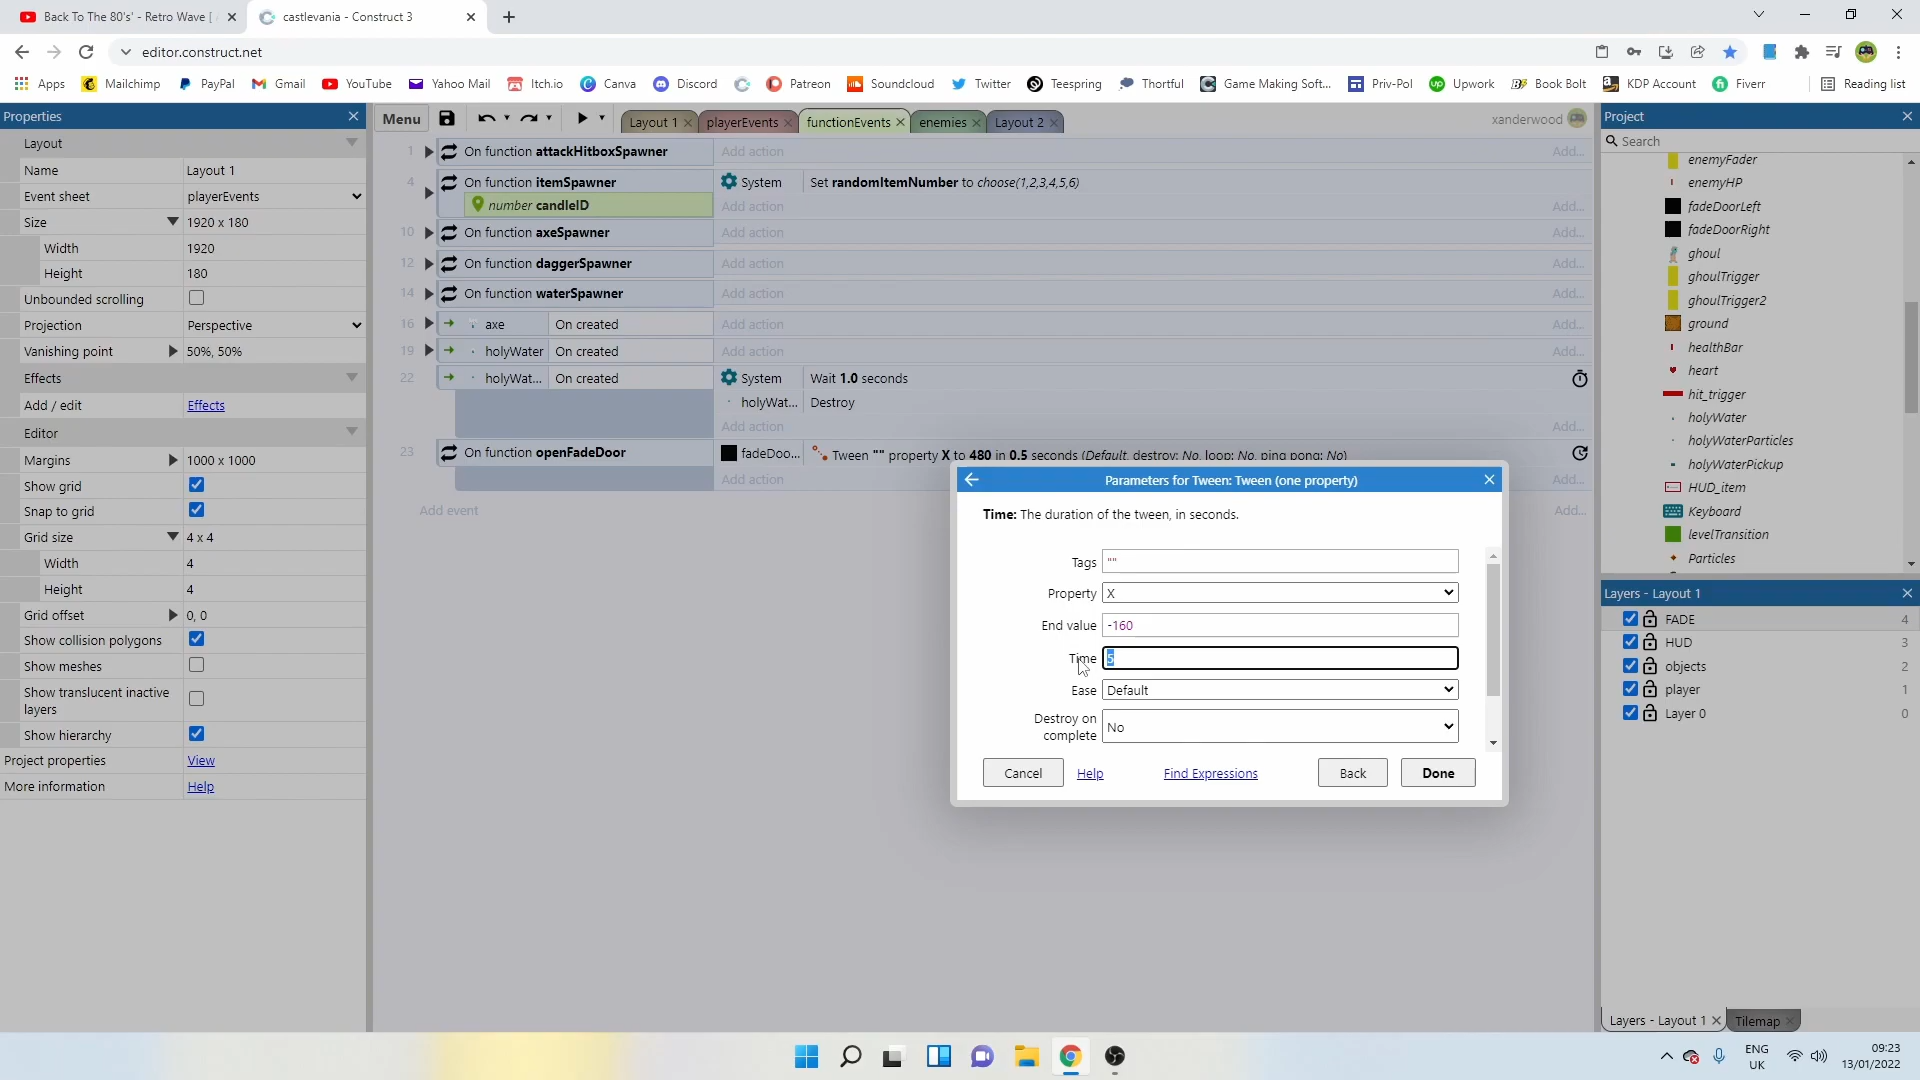 Back To The 80's' - Retro Wave [
castlevania - Construct 3
editor.construct.net
Apps
Mailchimp
PayPal
Gmail
YouTube
Yahoo Mail
Itch.io
Canva
Discord
Patreon
Soundcloud
Twitter
Teespring
Thortful
Game Making Soft...
Priv-Pol
Upwork
Book Bolt
KDP Account
Fiverr
Reading list
Properties
Layout
Name
Layout 1
Event sheet
playerEvents
Size
1920 x 180
Width
1920
Height
180
Unbounded scrolling
Projection
Perspective
Vanishing point
50%, 50%
Effects
Add / edit
Effects
Editor
Margins
1000 x 1000
Show grid
Snap to grid
Grid size
4 x 4
Width
4
Height
4
Grid offset
0, 0
Show collision polygons
Show meshes
Show translucent inactive
layers
Show hierarchy
Project properties
View
More information
Help
Menu
Layout 1
playerEvents
functionEvents
enemies
Layout 2
xanderwood
1
On function attackHitboxSpawner
Add action
Add...
4
On function itemSpawner
System
Set randomItemNumber to choose(1,2,3,4,5,6)
number candleID
Add action
Add...
10
On function axeSpawner
Add action
Add...
12
On function daggerSpawner
Add action
Add...
14
On function waterSpawner
Add action
Add...
16
axe
On created
Add action
Add...
19
holyWater
On created
Add action
Add...
22
holyWat...
On created
System
Wait 1.0 seconds
holyWat...
Destroy
Add action
Add...
23
On function openFadeDoor
fadeDoo...
Tween "" property X to 480 in 0.5 seconds (Default, destroy: No, loop: No, ping pong: No)
Add action
Add...
Add event
Add...
Parameters for Tween: Tween (one property)
Time: The duration of the tween, in seconds.
Tags
""
Property
X
End value
-160
Time
5
Ease
Default
Destroy on
complete
No
Cancel
Help
Find Expressions
Back
Done
Project
Search
enemyFader
enemyHP
fadeDoorLeft
fadeDoorRight
ghoul
ghoulTrigger
ghoulTrigger2
ground
healthBar
heart
hit_trigger
holyWater
holyWaterParticles
holyWaterPickup
HUD_item
Keyboard
levelTransition
Particles
Layers - Layout 1
FADE
4
HUD
3
objects
2
player
1
Layer 0
0
Layers - Layout 1
Tilemap
ENG
UK
09:23
13/01/2022